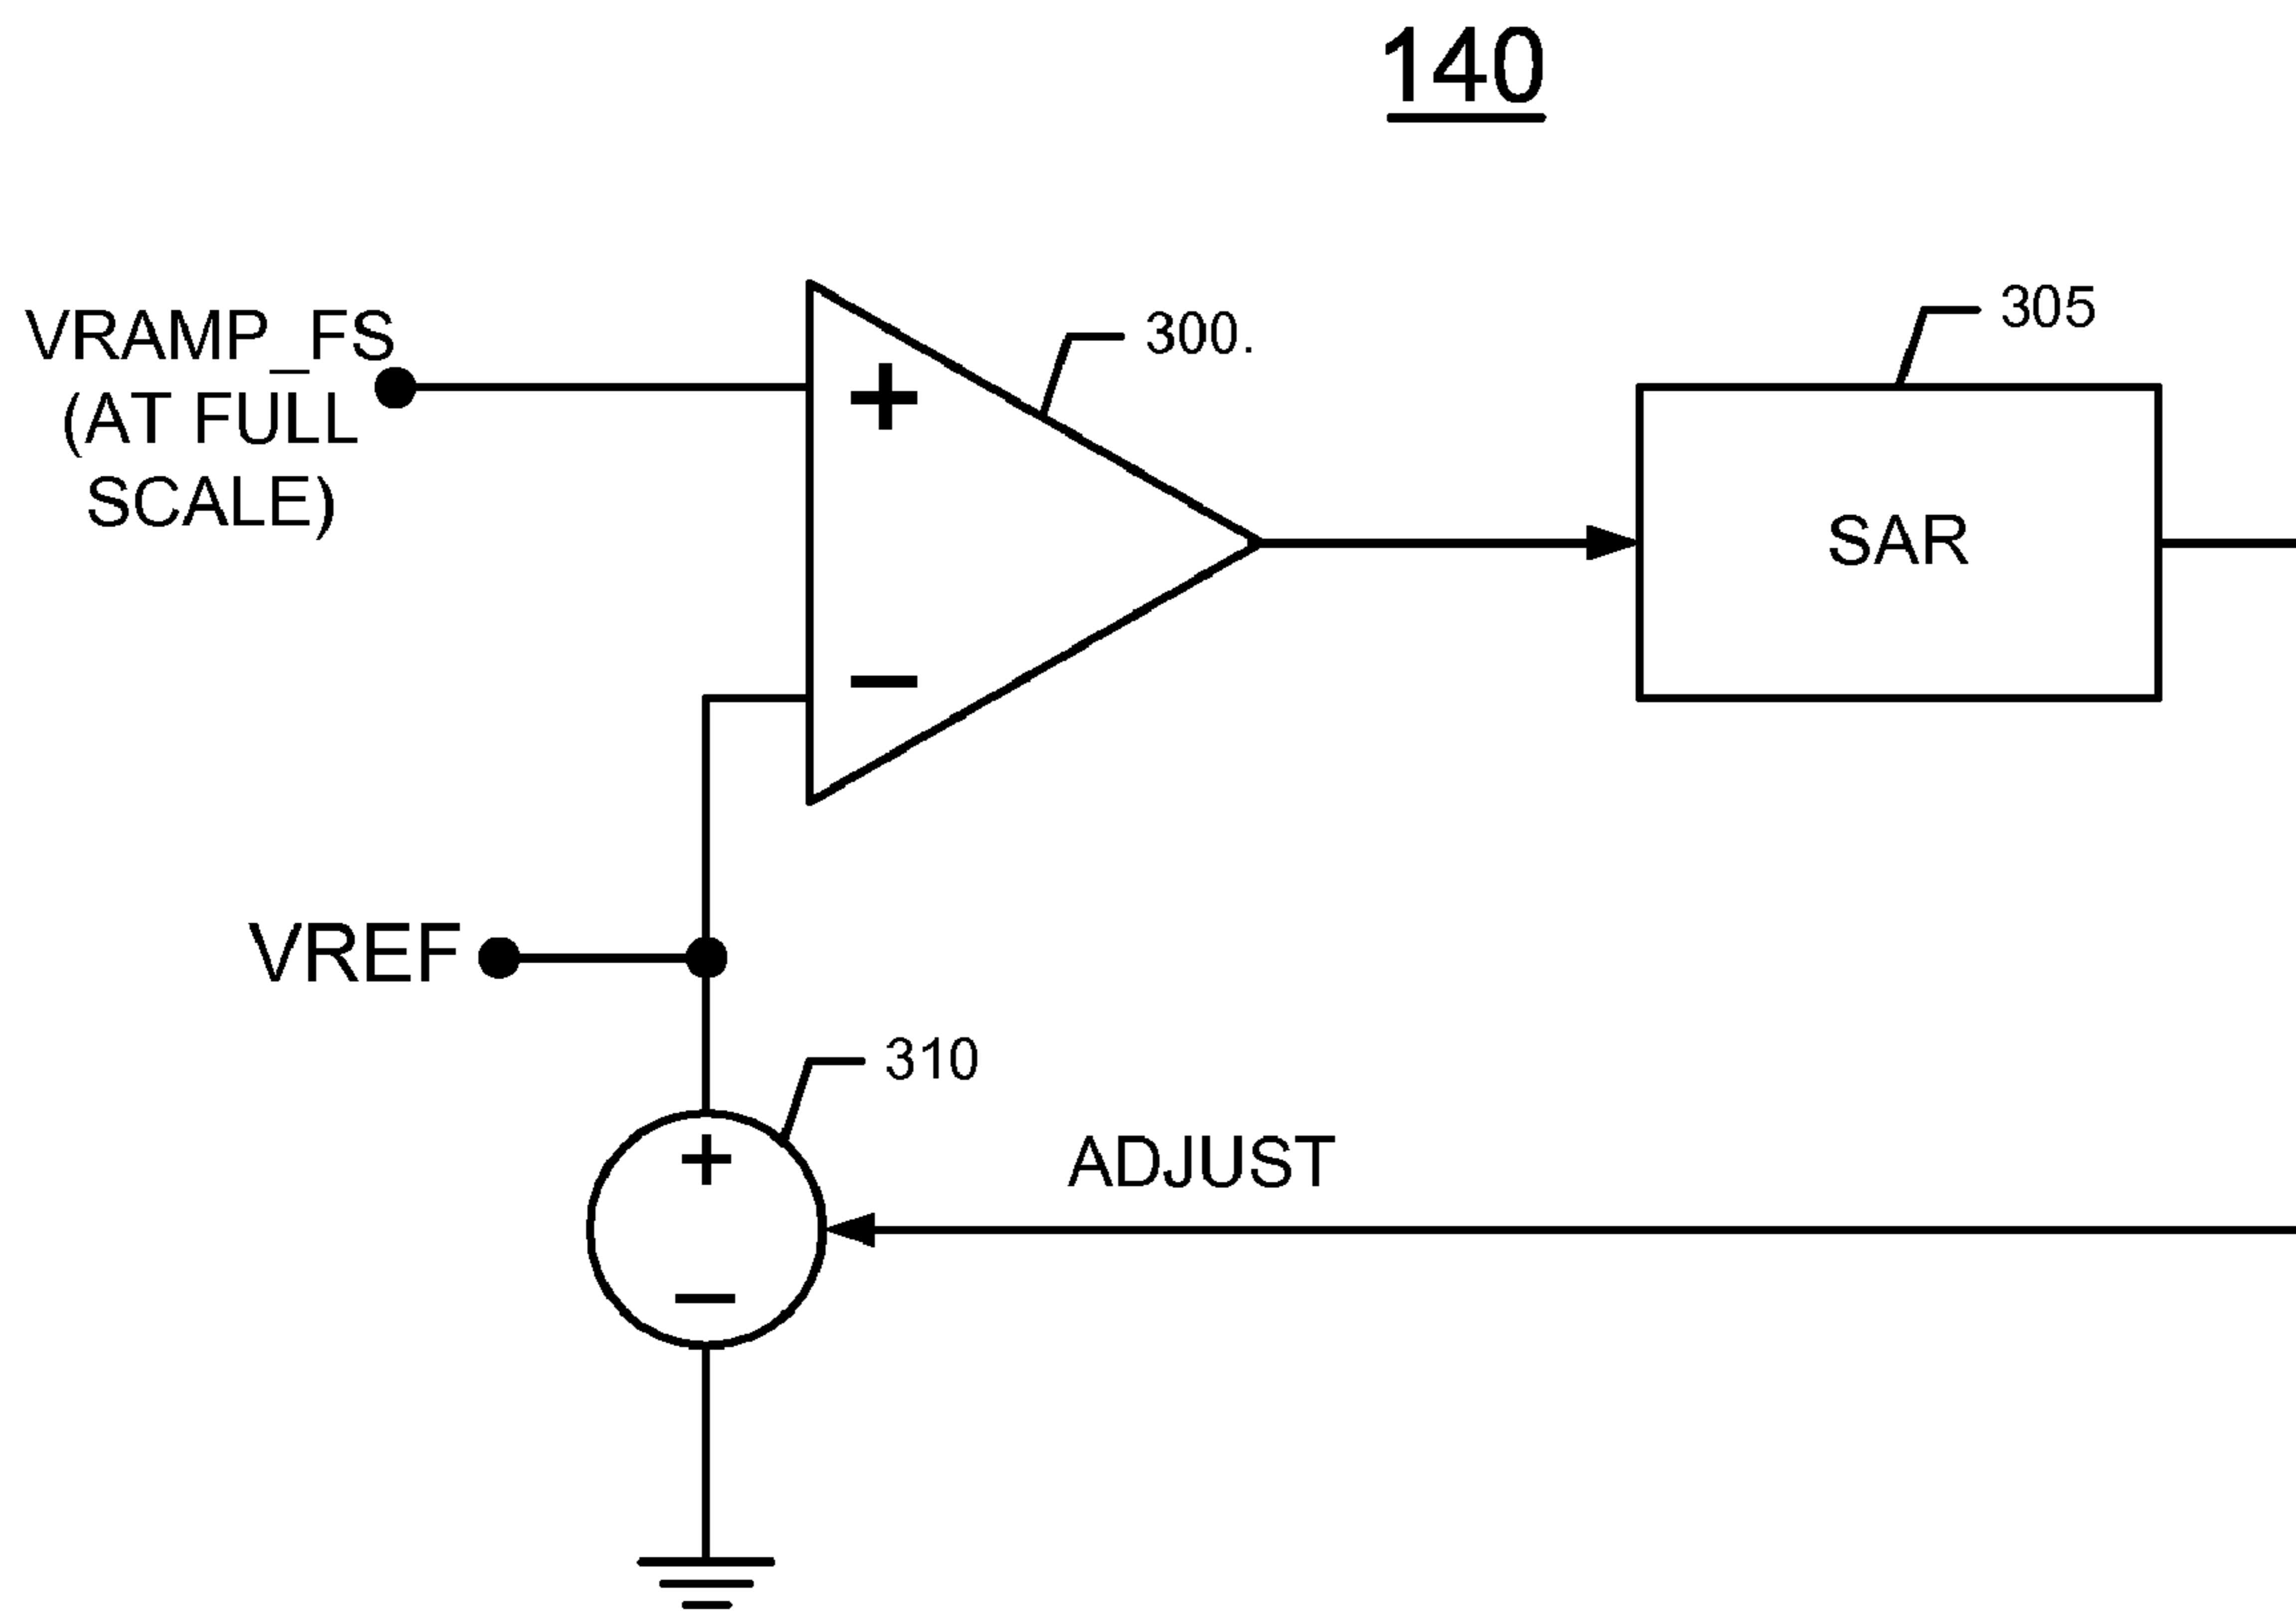 140
VRAMP_FS
(AT FULL
SCALE)
+
300.
305
SAR
−
VREF
310
+
ADJUST
−